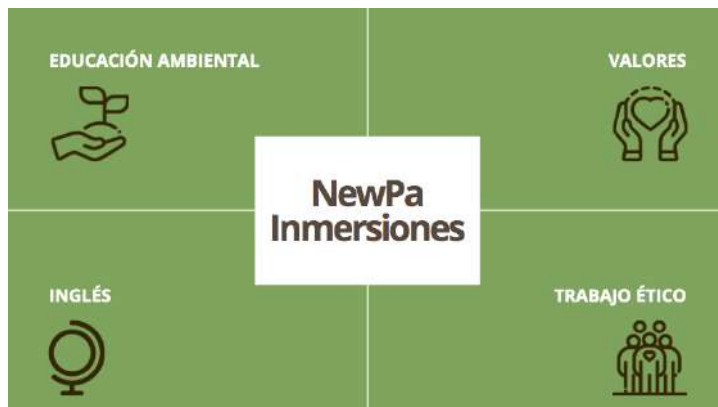 EDUCACIÓN AMBIENTAL
VALORES
NewPa
Inmersiones
INGLÉS
TRABAJO ÉTICO